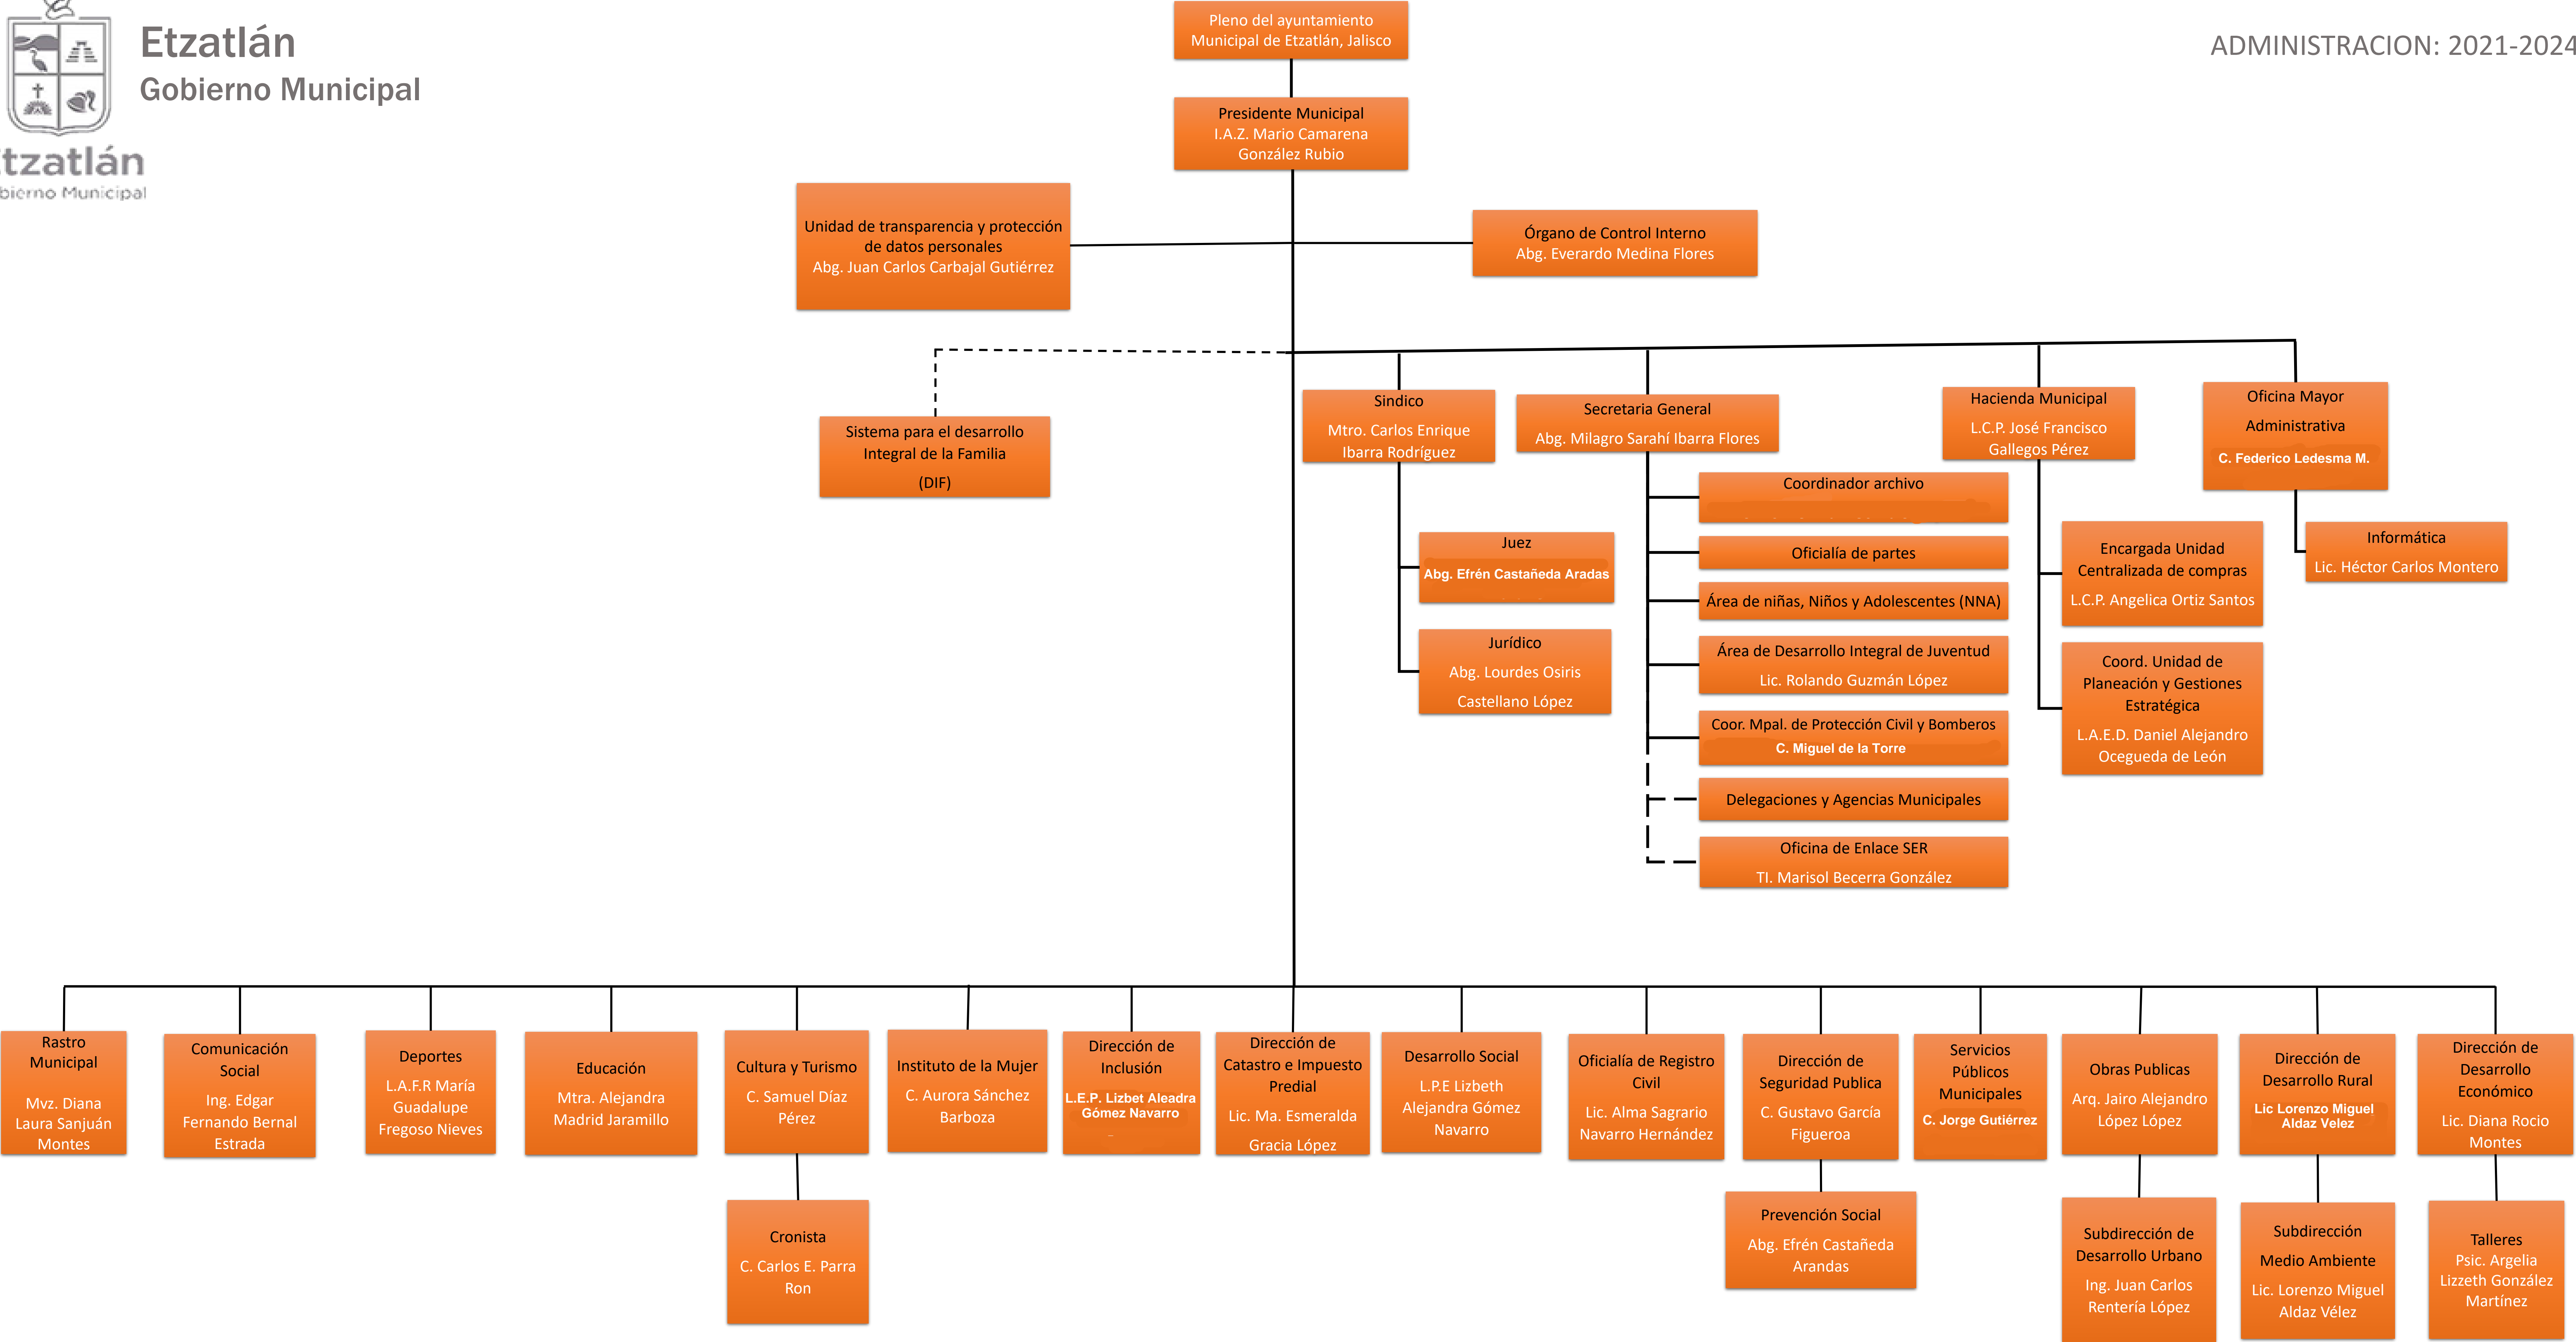 Etzatlán
Gobierno Municipal
tzatlán
bierno Municipal
ADMINISTRACION: 2021-2024
Pleno del ayuntamiento
Municipal de Etzatlán, Jalisco
Presidente Municipal
I.A.Z. Mario Camarena
González Rubio
Unidad de transparencia y protección
de datos personales
Abg. Juan Carlos Carbajal Gutiérrez
Órgano de Control Interno
Abg. Everardo Medina Flores
Sistema para el desarrollo
Integral de la Familia
(DIF)
Sindico
Mtro. Carlos Enrique
Ibarra Rodríguez
Juez
Abg. Efrén Castañeda Aradas
Jurídico
Abg. Lourdes Osiris
Castellano López
Secretaria General
Abg. Milagro Sarahí Ibarra Flores
Coordinador archivo
Oficialía de partes
Área de niñas, Niños y Adolescentes (NNA)
Área de Desarrollo Integral de Juventud
Lic. Rolando Guzmán López
Coor. Mpal. de Protección Civil y Bomberos
C. Miguel de la Torre
Delegaciones y Agencias Municipales
Oficina de Enlace SER
TI. Marisol Becerra González
Hacienda Municipal
L.C.P. José Francisco
Gallegos Pérez
Encargada Unidad
Centralizada de compras
L.C.P. Angelica Ortiz Santos
Coord. Unidad de
Planeación y Gestiones
Estratégica
L.A.E.D. Daniel Alejandro
Ocegueda de León
Oficina Mayor
Administrativa
C. Federico Ledesma M.
Informática
Lic. Héctor Carlos Montero
Rastro
Municipal
Mvz. Diana
Laura Sanjuán
Montes
Comunicación
Social
Ing. Edgar
Fernando Bernal
Estrada
Deportes
L.A.F.R María
Guadalupe
Fregoso Nieves
Educación
Mtra. Alejandra
Madrid Jaramillo
Cultura y Turismo
C. Samuel Díaz
Pérez
Cronista
C. Carlos E. Parra
Ron
Instituto de la Mujer
C. Aurora Sánchez
Barboza
Dirección de
Inclusión
L.E.P. Lizbet Aleadra
Gómez Navarro
Dirección de
Catastro e Impuesto
Predial
Lic. Ma. Esmeralda
Gracia López
Desarrollo Social
L.P.E Lizbeth
Alejandra Gómez
Navarro
Oficialía de Registro
Civil
Lic. Alma Sagrario
Navarro Hernández
Dirección de
Seguridad Publica
C. Gustavo García
Figueroa
Prevención Social
Abg. Efrén Castañeda
Arandas
Servicios
Públicos
Municipales
C. Jorge Gutiérrez
Obras Publicas
Arq. Jairo Alejandro
López López
Subdirección de
Desarrollo Urbano
Ing. Juan Carlos
Rentería López
Dirección de
Desarrollo Rural
Lic Lorenzo Miguel
Aldaz Velez
Subdirección
Medio Ambiente
Lic. Lorenzo Miguel
Aldaz Vélez
Dirección de
Desarrollo
Económico
Lic. Diana Rocio
Montes
Talleres
Psic. Argelia
Lizzeth González
Martínez